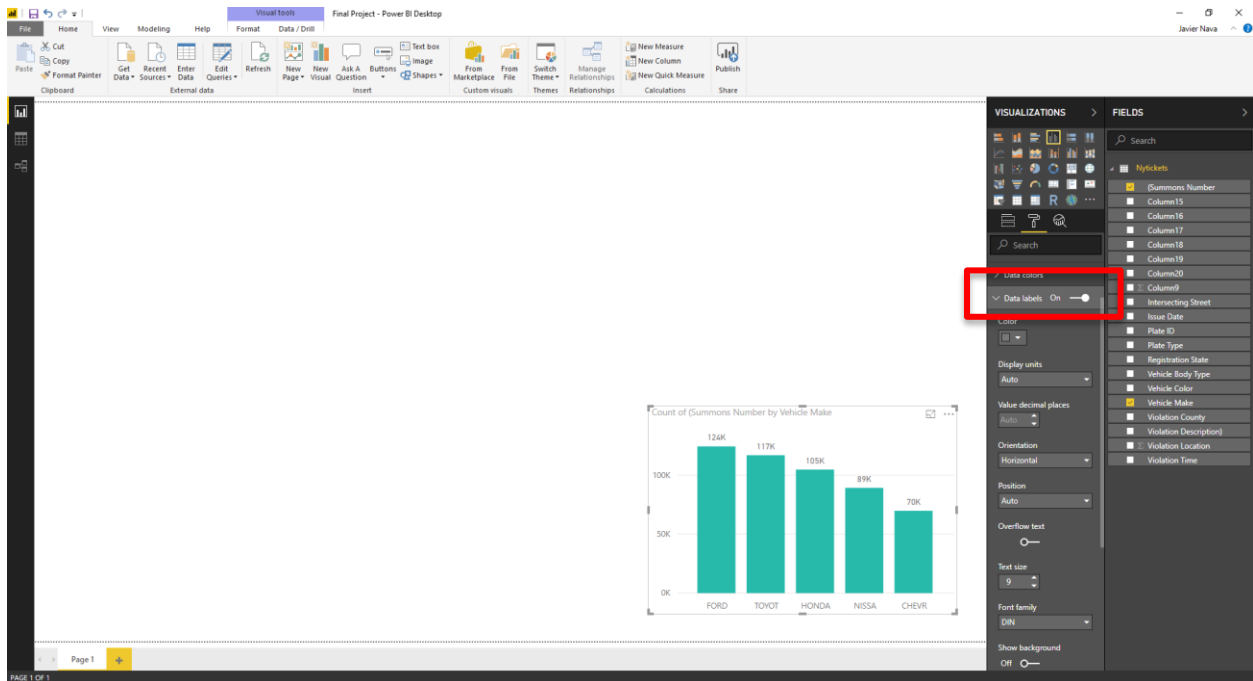 Visual tools
Final Project - Power BI Desktop
File
Home
View
Modeling
Help
Format
Data / Drill
Javier Nava
Paste
Cut
Copy
Format Painter
Clipboard
Get Data
Recent Sources
Enter Data
Edit Queries
External data
Refresh
New Page
New Visual
Ask A Question
Buttons
Text box
Image
Shapes
Insert
From Marketplace
From File
Custom visuals
Switch Theme
Themes
Manage Relationships
Relationships
New Measure
New Column
New Quick Measure
Calculations
Publish
Share
VISUALIZATIONS
R
Search
Data colors
Data labels On
Color
Display units
Auto
Value decimal places
Auto
Orientation
Horizontal
Position
Auto
Overflow text
Text size
9
Font family
DIN
Show background
Off
FIELDS
Search
Nytickets
(Summons Number
Column15
Column16
Column17
Column18
Column19
Column20
Σ Column9
Intersecting Street
Issue Date
Plate ID
Plate Type
Registration State
Vehicle Body Type
Vehicle Color
Vehicle Make
Violation County
Violation Description)
Σ Violation Location
Violation Time
Count of (Summons Number by Vehicle Make
124K
117K
105K
89K
70K
100K
50K
0K
FORD
TOYOT
HONDA
NISSA
CHEVR
Page 1
PAGE 1 OF 1